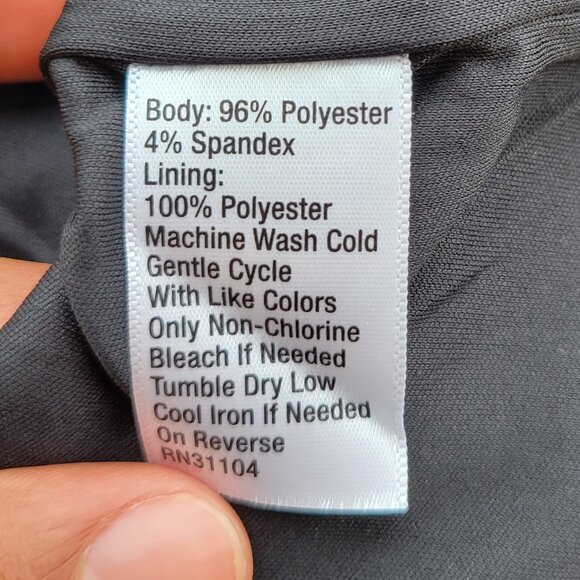 Body: 96% Polyester
4% Spandex
Lining:
100% Polyester
Machine Wash Cold
Gentle Cycle
With Like Colors
Only Non-Chlorine
Bleach If Needed
Tumble Dry Low
Cool Iron If Needed
On Reverse
RN31104